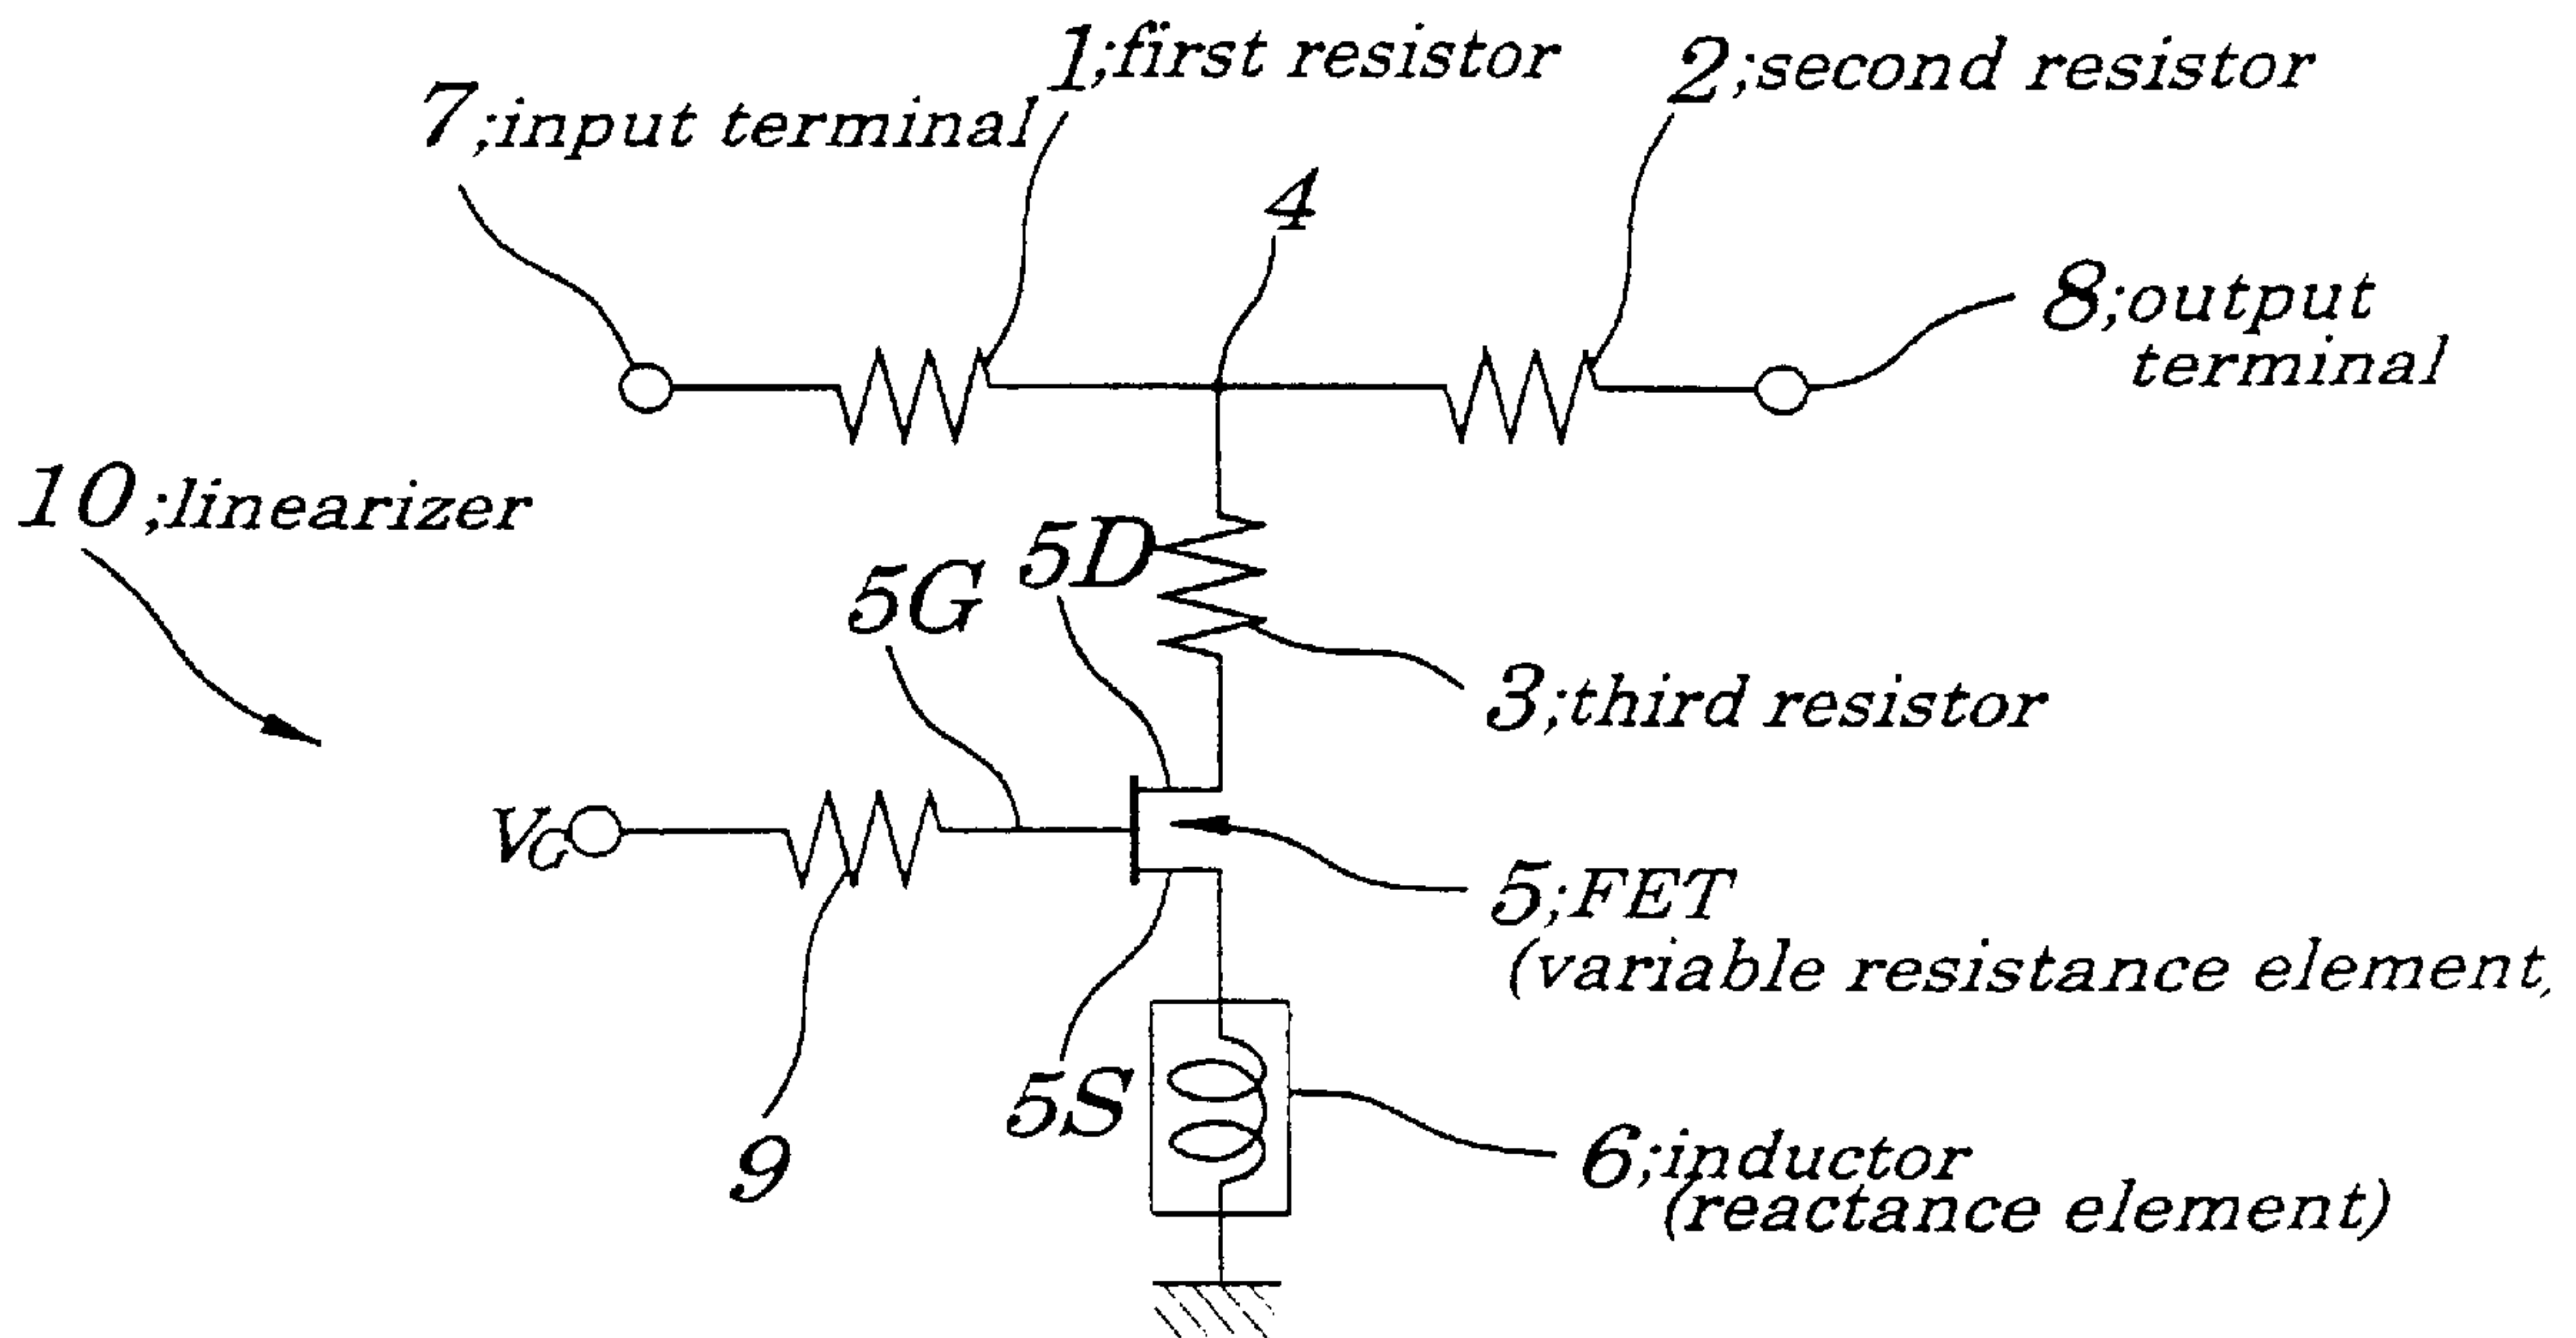 1;first resistor
2;second resistor
7;input terminal
4
8;output
terminal
10;linearizer
5D
5G
3;third resistor
VG
5;FET
(variable resistance element,
5S
9
6;inductor
(reactance element)